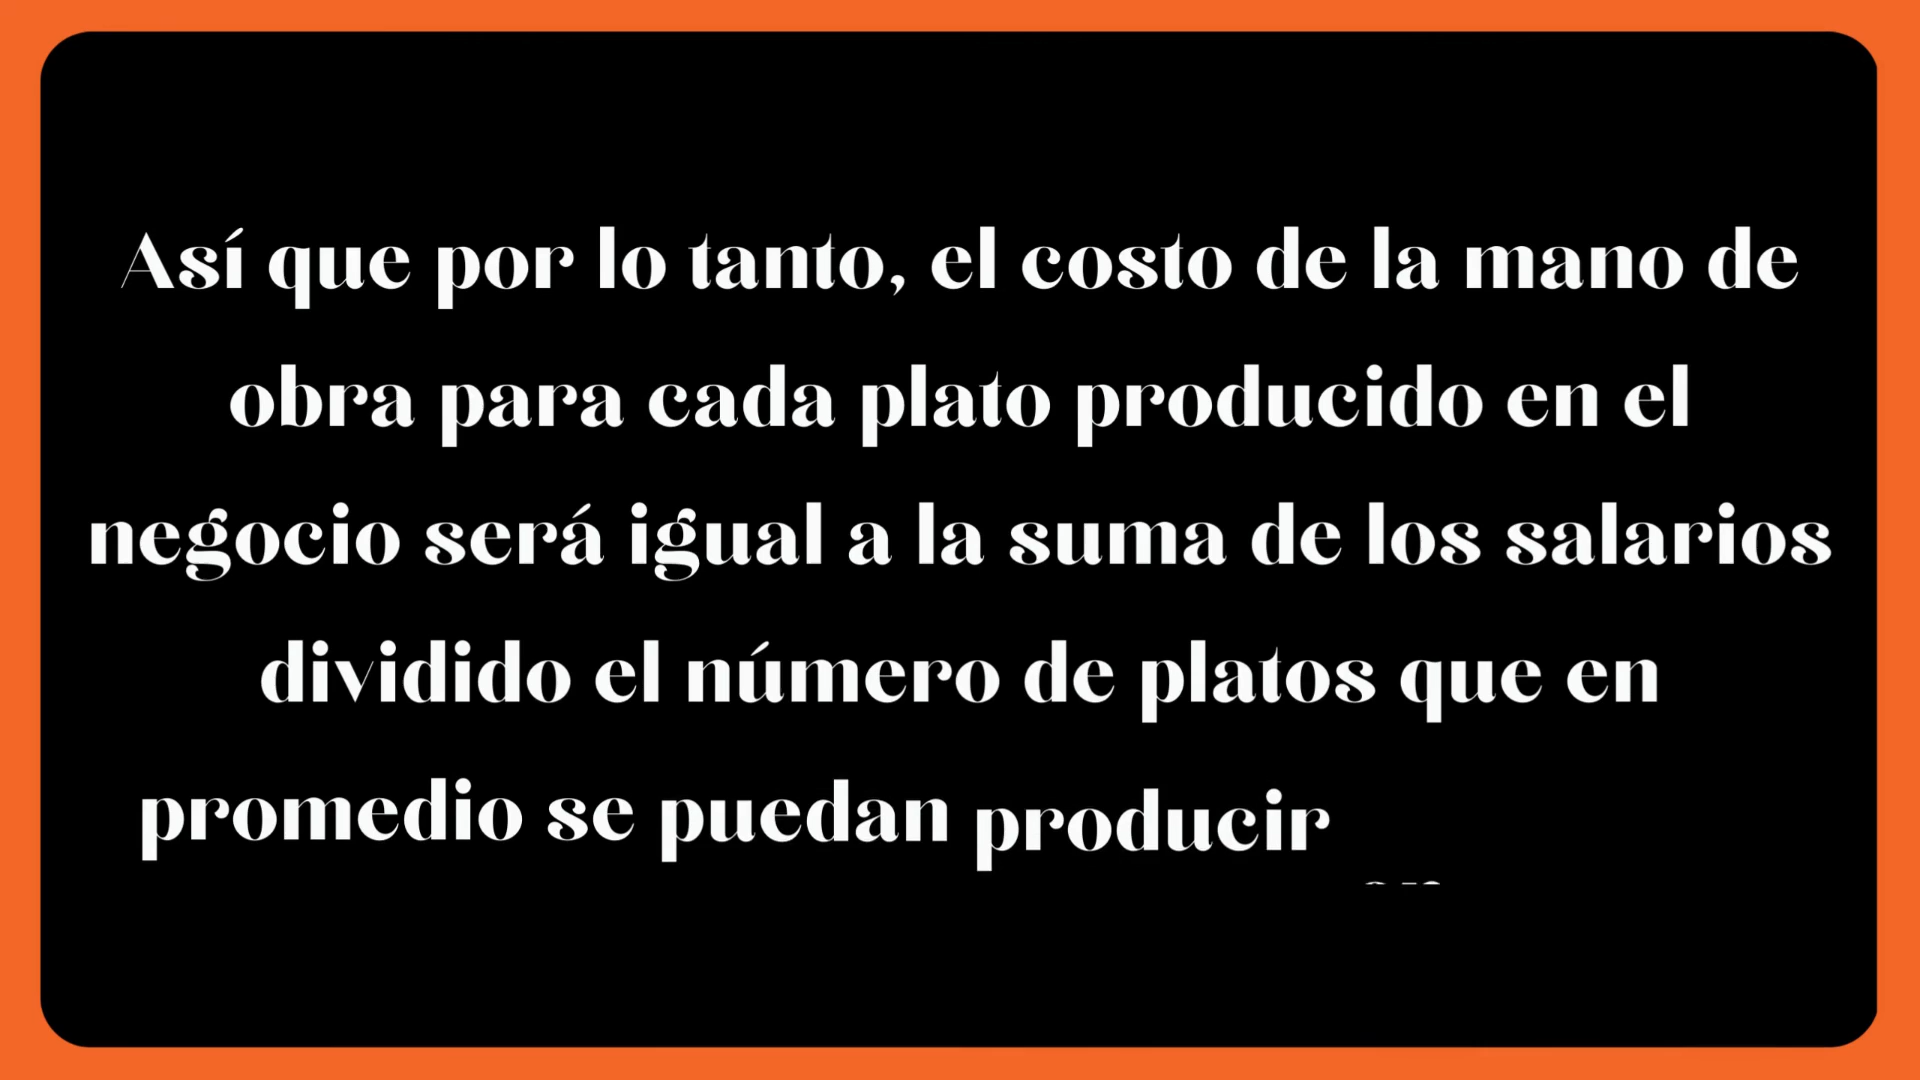 Así que por lo tanto, el costo de la mano de
obra para cada plato producido en el
negocio será igual a la suma de los salarios
dividido el número de platos que en
promedio se puedan producir